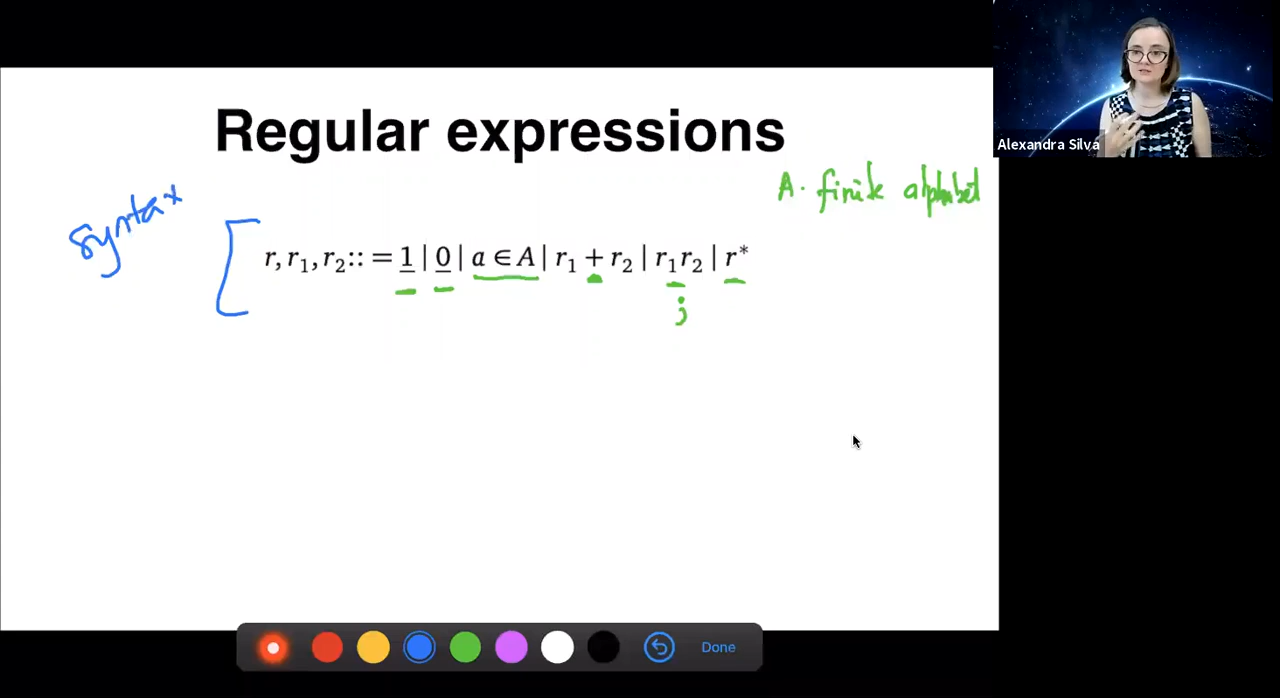 Regular expressions
Alexandra Silva
A. finite alphabet
syntax
r, r₁, r₂:: = 1 | 0 | a ∈ A | r₁ + r₂ | r₁r₂ | r*
;
Done